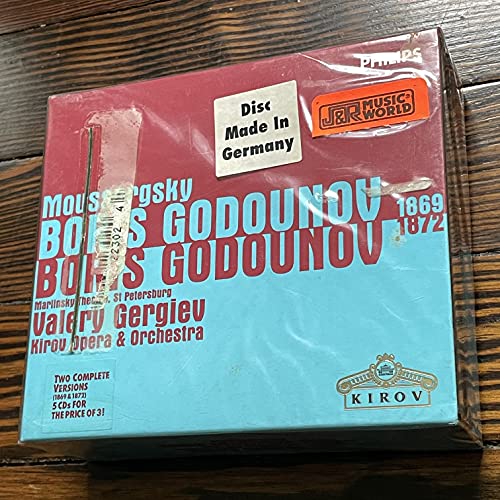 PHILIPS
Disc
Made In
Germany
J&R MUSIC
WORLD
Moussorgsky
BORIS GODOUNOV 1869
BORIS GODOUNOV 1872
Mariinsky Theatre, St Petersburg
Valery Gergiev
Kirov Opera & Orchestra
TWO COMPLETE
VERSIONS
(1869 & 1872)
5 CDS FOR
THE PRICE OF 3!
KIROV